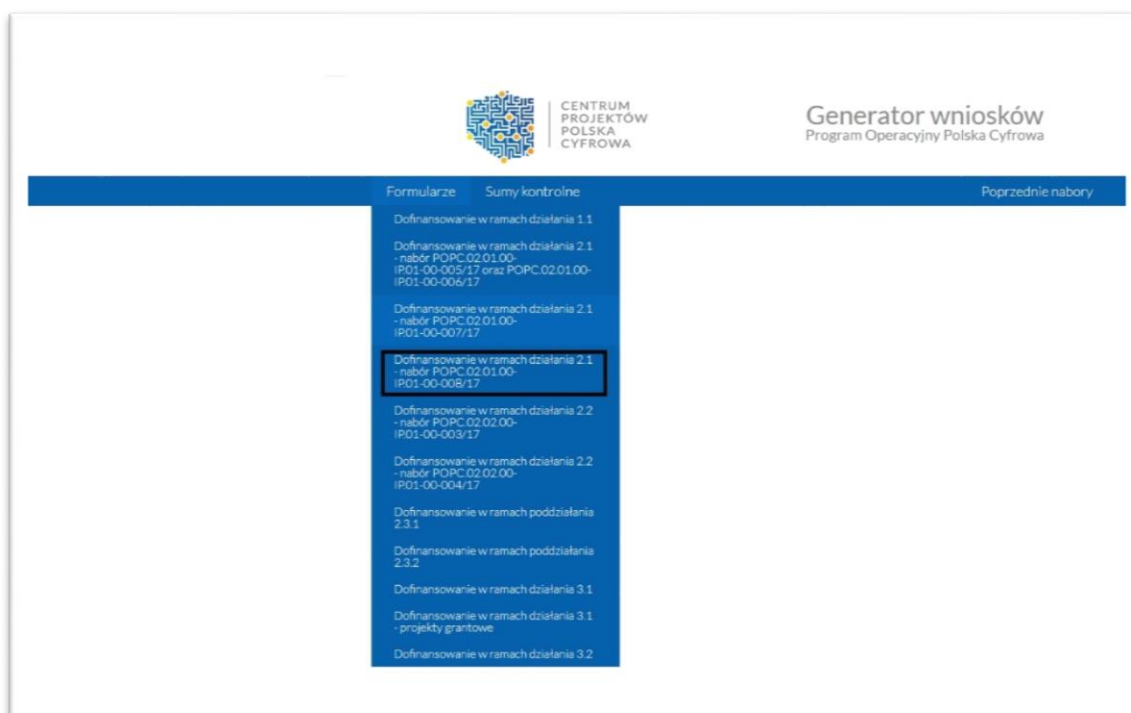 CENTRUM
PROJEKTÓW
POLSKA
CYFROWA
Generator wniosków
Program Operacyjny Polska Cyfrowa
Formularze Sumy kontrolne Poprzednie nabory
Dofinansowanie w ramach działania 1.1
Dofinansowanie w ramach działania 2.1
- nabór POPC.02.01.00-
IP.01-00-005/17 oraz POPC.02.01.00-
IP.01-00-006/17
Dofinansowanie w ramach działania 2.1
- nabór POPC.02.01.00-
IP.01-00-007/17
Dofinansowanie w ramach działania 2.1
- nabór POPC.02.01.00-
IP.01-00-008/17
Dofinansowanie w ramach działania 2.2
- nabór POPC.02.02.00-
IP.01-00-003/17
Dofinansowanie w ramach działania 2.2
- nabór POPC.02.02.00-
IP.01-00-004/17
Dofinansowanie w ramach poddziałania
2.3.1
Dofinansowanie w ramach poddziałania
2.3.2
Dofinansowanie w ramach działania 3.1
Dofinansowanie w ramach działania 3.1
- projekty grantowe
Dofinansowanie w ramach działania 3.2